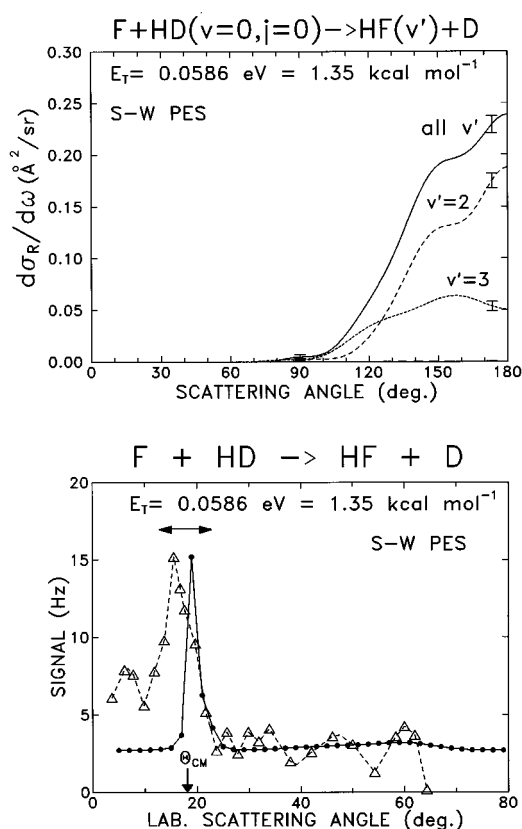 F+HD(v=0,j=0)−>HF(v')+D
E_T= 0.0586 eV = 1.35 kcal mol⁻¹
S−W PES
all v'
v'=2
v'=3
0.30
0.25
0.20
0.15
0.10
0.05
0.00
dσ_R/dω(Å²/sr)
0 30 60 90 120 150 180
SCATTERING ANGLE (deg.)
F + HD −> HF + D
E_T= 0.0586 eV = 1.35 kcal mol⁻¹
S−W PES
20
15
10
5
0
SIGNAL (Hz)
Θ_CM
0 20 40 60 80
LAB. SCATTERING ANGLE (deg.)